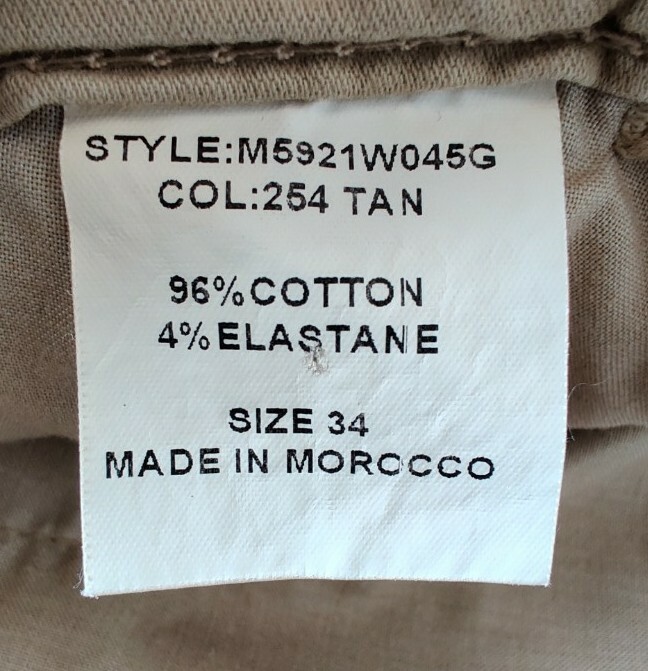 STYLE:M5921W045G
COL:254 TAN
96%COTTON
4%ELASTANE
SIZE 34
MADE IN MOROCCO